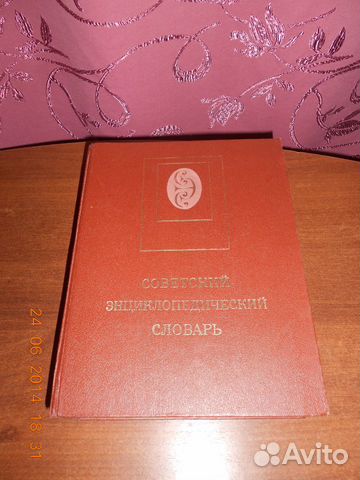 СОВЕТСКИЙ
ЭНЦИКЛОПЕДИЧЕСКИЙ
СЛОВАРЬ
24.06.2014 18:31
Avito